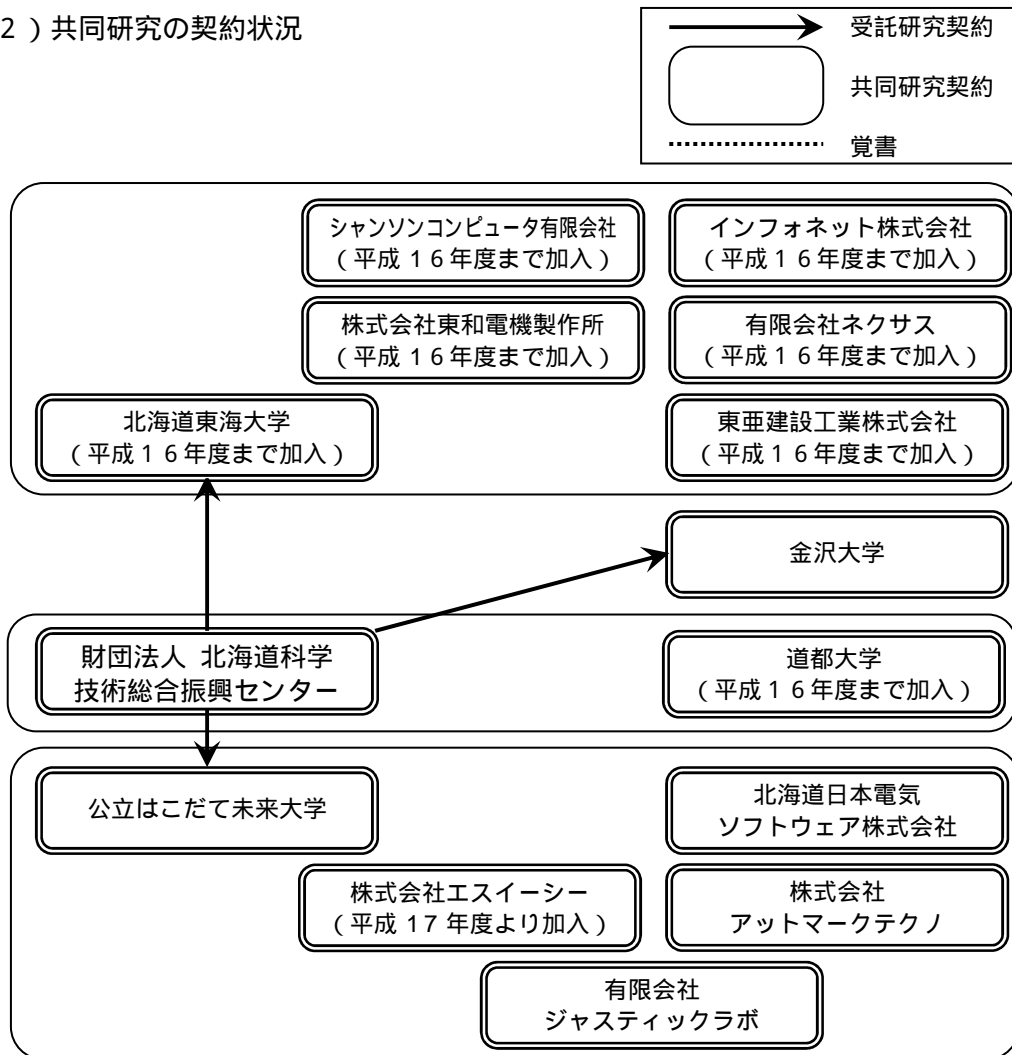 2）共同研究の契約状況
受託研究契約
共同研究契約
覚書
シャンソンコンピュータ有限会社
（平成１６年度まで加入）
インフォネット株式会社
（平成１６年度まで加入）
株式会社東和電機製作所
（平成１６年度まで加入）
有限会社ネクサス
（平成１６年度まで加入）
北海道東海大学
（平成１６年度まで加入）
東亜建設工業株式会社
（平成１６年度まで加入）
金沢大学
財団法人 北海道科学
技術総合振興センター
道都大学
（平成１６年度まで加入）
公立はこだて未来大学
北海道日本電気
ソフトウェア株式会社
株式会社エスイーシー
（平成17年度より加入）
株式会社
アットマークテクノ
有限会社
ジャスティックラボ